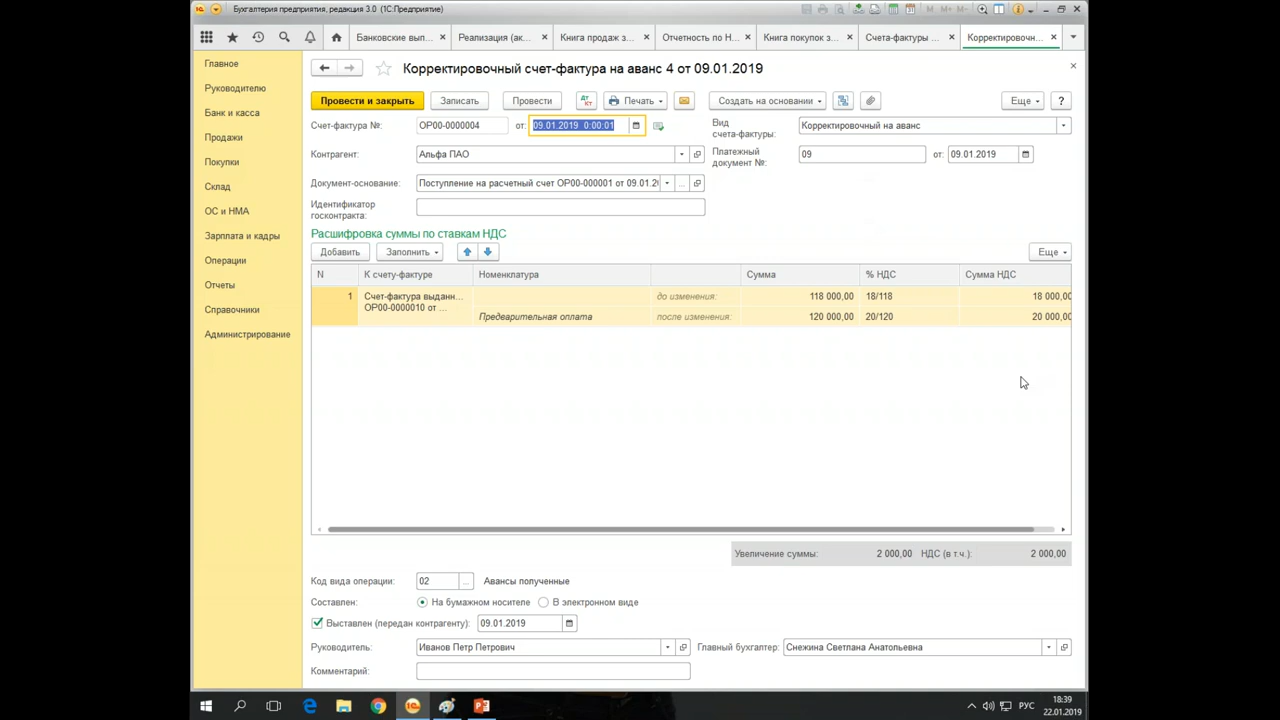 Бухгалтерия предприятия, редакция 3.0 (1С:Предприятие)
Банковские вып...
Реализация (ак...
Книга продаж з...
Отчетность по Н...
Книга покупок з...
Счета-фактуры ...
Корректировочн...
Главное
Руководителю
Банк и касса
Продажи
Покупки
Склад
ОС и НМА
Зарплата и кадры
Операции
Отчеты
Справочники
Администрирование
Корректировочный счет-фактура на аванс 4 от 09.01.2019
Провести и закрыть
Записать
Провести
Дт Кт
Печать
Создать на основании
Еще
?
Счет-фактура №: ОР00-0000004 от: 09.01.2019 0:00:01
Вид счета-фактуры: Корректировочный на аванс
Контрагент: Альфа ПАО
Платежный документ №: 09 от: 09.01.2019
Документ-основание: Поступление на расчетный счет ОР00-000001 от 09.01.20
Идентификатор госконтракта:
Расшифровка суммы по ставкам НДС
Добавить Заполнить Еще
N К счету-фактуре Номенклатура Сумма % НДС Сумма НДС
1 Счет-фактура выданн... до изменения: 118 000,00 18/118 18 000,00
ОР00-0000010 от ...
Предварительная оплата после изменения: 120 000,00 20/120 20 000,00
Увеличение суммы: 2 000,00 НДС (в т.ч.): 2 000,00
Код вида операции: 02 ... Авансы полученные
Составлен: На бумажном носителе В электронном виде
Выставлен (передан контрагенту): 09.01.2019
Руководитель: Иванов Петр Петрович Главный бухгалтер: Снежина Светлана Анатольевна
Комментарий:
РУС
18:39
22.01.2019